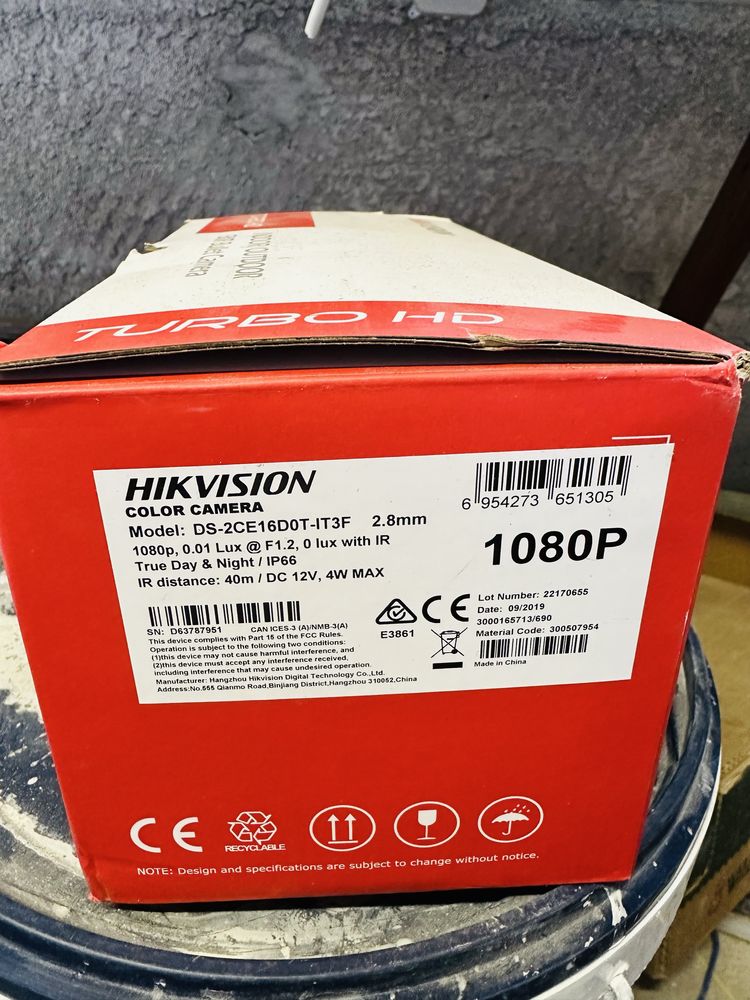 INDOOR/OUTDOOR
Camera
TURBO HD
HIKVISION
COLOR CAMERA
Model: DS-2CE16D0T-IT3F 2.8mm
1080p, 0.01 Lux @ F1.2, 0 lux with IR
True Day & Night / IP66
IR distance: 40m / DC 12V, 4W MAX
6 954273 651305
1080P
SN: D63787951 CAN ICES-3 (A)/NMB-3(A)
This device complies with Part 15 of the FCC Rules.
Operation is subject to the following two conditions:
(1)this device may not cause harmful interference, and
(2)this device must accept any interference received,
including interference that may cause undesired operation.
Manufacturer: Hangzhou Hikvision Digital Technology Co.,Ltd.
Address:No.555 Qianmo Road,Binjiang District,Hangzhou 310052,China
CE
E3861
Lot Number: 22170655
Date: 09/2019
3000165713/690
Material Code: 300507954
Made in China
CE
RECYCLABLE
NOTE: Design and specifications are subject to change without notice.